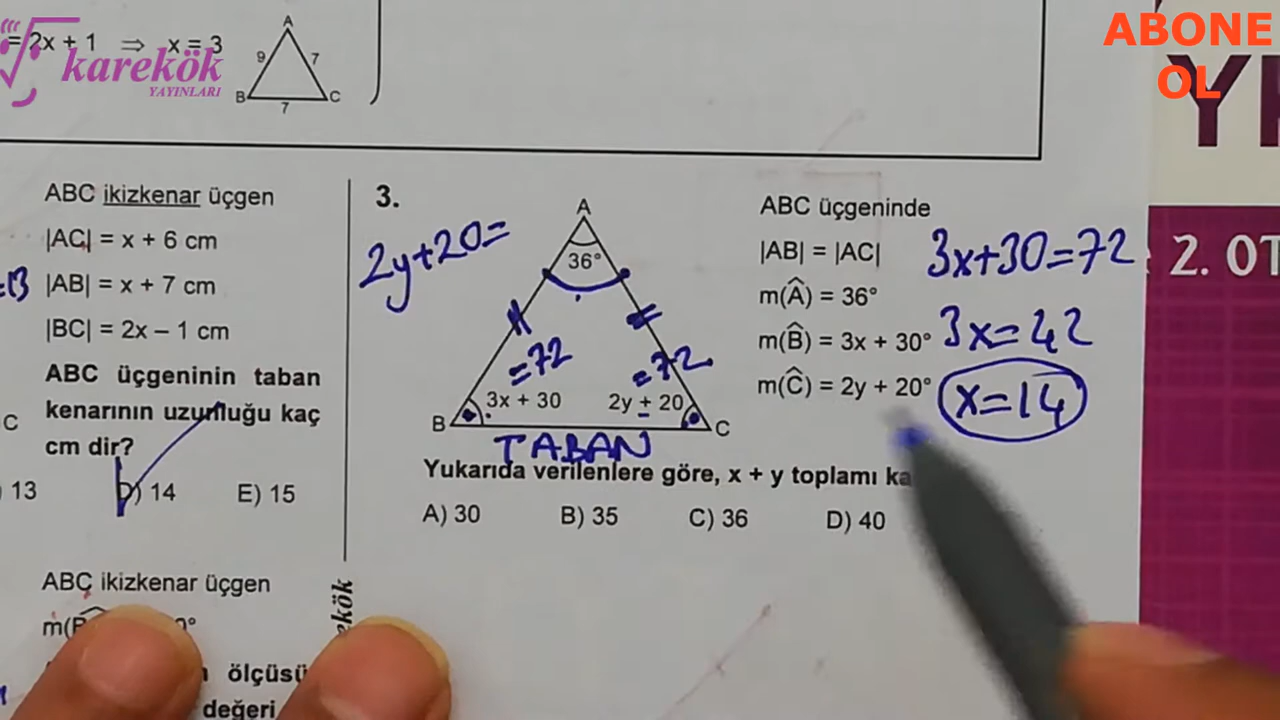 ABONE
OL
= 2x + 1 ⇒ x = 3
karekök
YAYINLARI
A
9
7
B
C
7
ABC ikizkenar üçgen
|AC| = x + 6 cm
|AB| = x + 7 cm
|BC| = 2x – 1 cm
ABC üçgeninin taban
kenarının uzunluğu kaç
cm dir?
C
13
D) 14
E) 15
ABC ikizkenar üçgen
ölçüsü
değeri
3.
2y+20=
A
36°
=72
=72
3x + 30
2y + 20
B
C
TABAN
ABC üçgeninde
|AB| = |AC|
m(Â) = 36°
m(B̂) = 3x + 30°
m(Ĉ) = 2y + 20°
3x+30=72
3x=42
x=14
Yukarıda verilenlere göre, x + y toplamı
A) 30
B) 35
C) 36
D) 40
2.